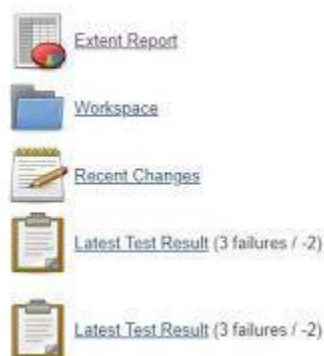 Extent Report
Workspace
Recent Changes
Latest Test Result (3 failures / -2)
Latest Test Result (3 failures / -2)